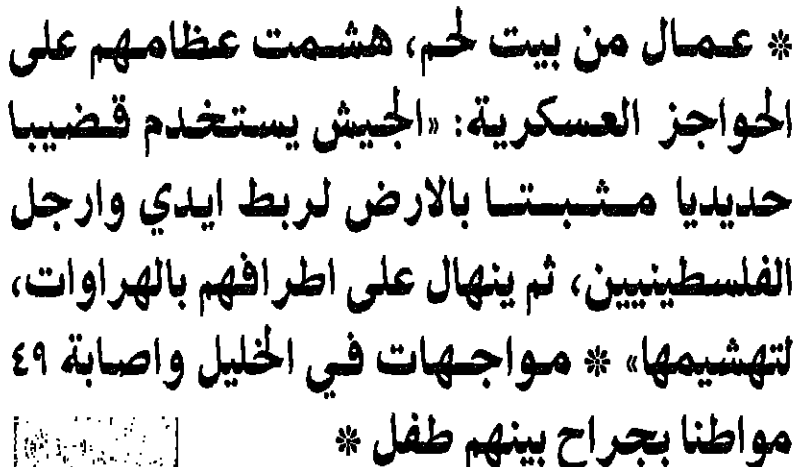 * عمال من بيت لحم، هشمت عظامهم على
الحواجز العسكرية: «الجيش يستخدم قضيبا
حديديا مثبتا بالارض لربط ايدي وارجل
الفلسطينيين، ثم ينهال على اطرافهم بالهراوات،
لتهشيمها» * مواجهات في الخليل واصابة ٤٩
مواطنا بجراح بينهم طفل *